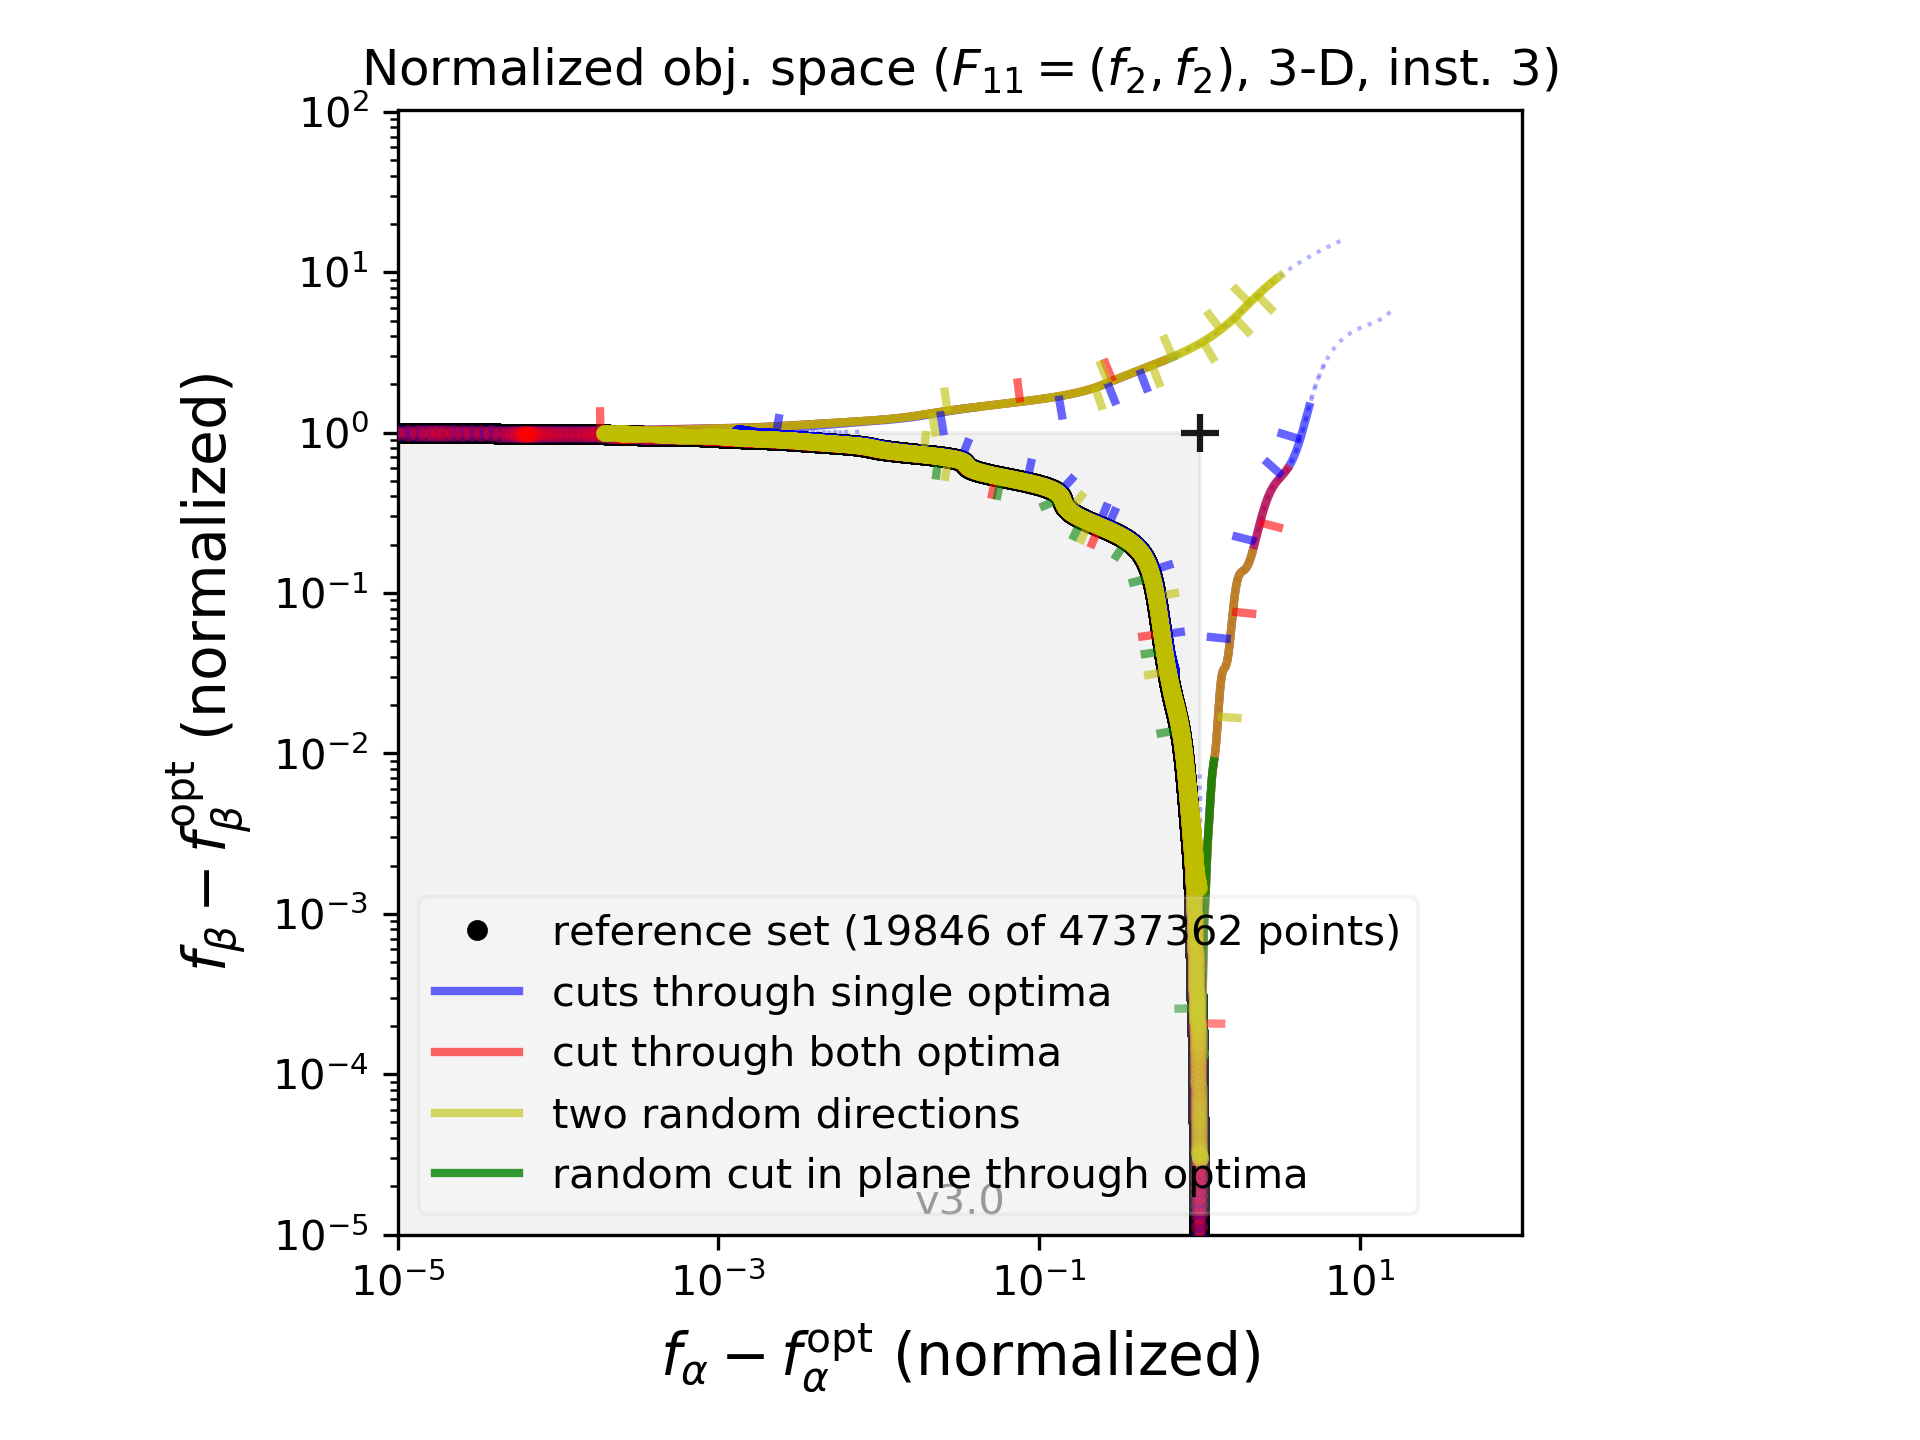 Normalized obj. space (F₁₁ = (f₂, f₂), 3-D, inst. 3)
10²
10¹
10⁰
10⁻¹
10⁻²
10⁻³
10⁻⁴
10⁻⁵
f_β − f_β^opt (normalized)
reference set (19846 of 4737362 points)
cuts through single optima
cut through both optima
two random directions
random cut in plane through optima
v3.0
10⁻⁵ 10⁻³ 10⁻¹ 10¹
f_α − f_α^opt (normalized)